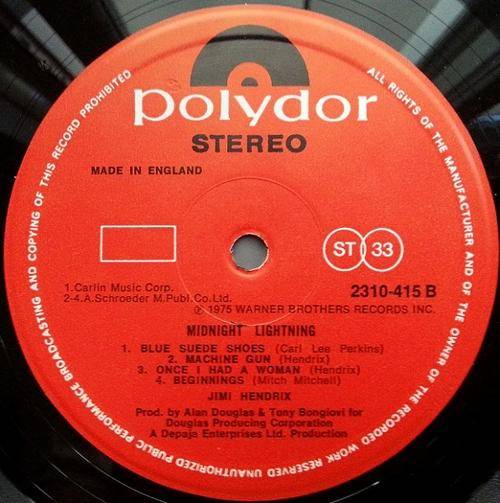 polydor
STEREO
MADE IN ENGLAND
ST 33
1.Carlin Music Corp.
2-4.A.Schroeder M.Publ.Co.Ltd.
2310-415 B
℗ 1975 WARNER BROTHERS RECORDS INC.
MIDNIGHT LIGHTNING
1. BLUE SUEDE SHOES (Carl Lee Perkins)
2. MACHINE GUN (Hendrix)
3. ONCE I HAD A WOMAN (Hendrix)
4. BEGINNINGS (Mitch Mitchell)
JIMI HENDRIX
Prod. by Alan Douglas & Tony Bongiovi for
Douglas Producing Corporation
A Depaja Enterprises Ltd. Production
ALL RIGHTS OF THE MANUFACTURER AND OF THE OWNER OF THE RECORDED WORK RESERVED UNAUTHORIZED PUBLIC PERFORMANCE BROADCASTING AND COPYING OF THIS RECORD PROHIBITED